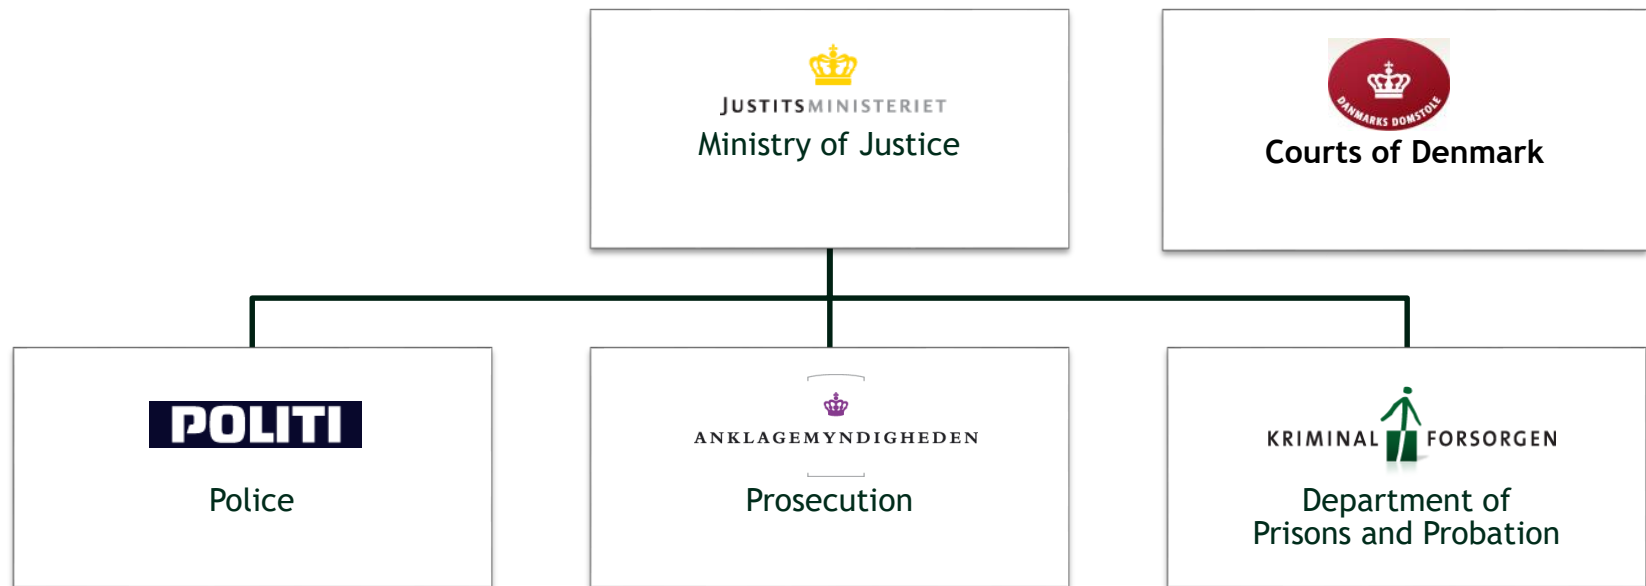 JUSTITSMINISTERIET
Ministry of Justice
DANMARKS DOMSTOLE
Courts of Denmark
POLITI
Police
ANKLAGEMYNDIGHEDEN
Prosecution
KRIMINAL FORSORGEN
Department of
Prisons and Probation